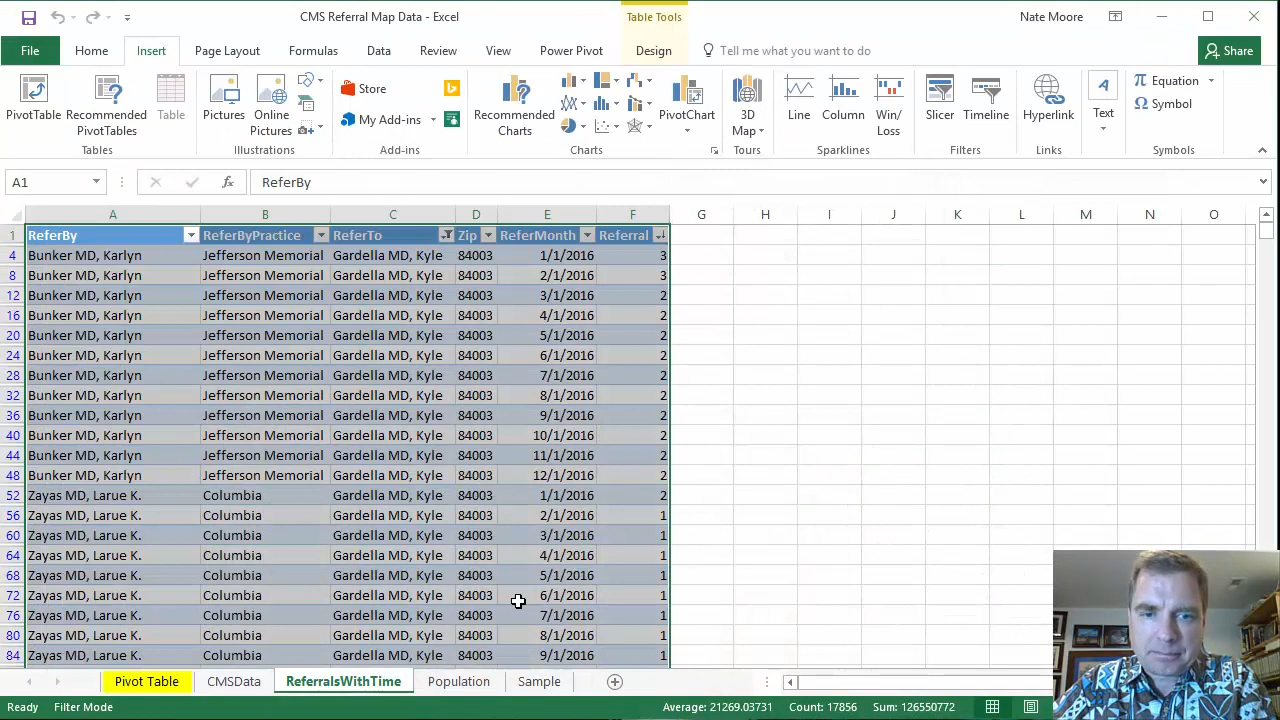 CMS Referral Map Data - Excel
Table Tools
Nate Moore
File Home Insert Page Layout Formulas Data Review View Power Pivot Design Tell me what you want to do Share
PivotTable
Recommended PivotTables
Table
Pictures
Online Pictures
Store
My Add-ins
Recommended Charts
PivotChart
3D Map
Line
Column
Win/Loss
Slicer
Timeline
Hyperlink
A
Text
π Equation
Ω Symbol
Tables Illustrations Add-ins Charts Tours Sparklines Filters Links Symbols
A1 fx ReferBy
A B C D E F G H I J K L M N O
1 ReferBy ReferByPractice ReferTo Zip ReferMonth Referral
4 Bunker MD, Karlyn Jefferson Memorial Gardella MD, Kyle 84003 1/1/2016 3
8 Bunker MD, Karlyn Jefferson Memorial Gardella MD, Kyle 84003 2/1/2016 3
12 Bunker MD, Karlyn Jefferson Memorial Gardella MD, Kyle 84003 3/1/2016 2
16 Bunker MD, Karlyn Jefferson Memorial Gardella MD, Kyle 84003 4/1/2016 2
20 Bunker MD, Karlyn Jefferson Memorial Gardella MD, Kyle 84003 5/1/2016 2
24 Bunker MD, Karlyn Jefferson Memorial Gardella MD, Kyle 84003 6/1/2016 2
28 Bunker MD, Karlyn Jefferson Memorial Gardella MD, Kyle 84003 7/1/2016 2
32 Bunker MD, Karlyn Jefferson Memorial Gardella MD, Kyle 84003 8/1/2016 2
36 Bunker MD, Karlyn Jefferson Memorial Gardella MD, Kyle 84003 9/1/2016 2
40 Bunker MD, Karlyn Jefferson Memorial Gardella MD, Kyle 84003 10/1/2016 2
44 Bunker MD, Karlyn Jefferson Memorial Gardella MD, Kyle 84003 11/1/2016 2
48 Bunker MD, Karlyn Jefferson Memorial Gardella MD, Kyle 84003 12/1/2016 2
52 Zayas MD, Larue K. Columbia Gardella MD, Kyle 84003 1/1/2016 2
56 Zayas MD, Larue K. Columbia Gardella MD, Kyle 84003 2/1/2016 1
60 Zayas MD, Larue K. Columbia Gardella MD, Kyle 84003 3/1/2016 1
64 Zayas MD, Larue K. Columbia Gardella MD, Kyle 84003 4/1/2016 1
68 Zayas MD, Larue K. Columbia Gardella MD, Kyle 84003 5/1/2016 1
72 Zayas MD, Larue K. Columbia Gardella MD, Kyle 84003 6/1/2016 1
76 Zayas MD, Larue K. Columbia Gardella MD, Kyle 84003 7/1/2016 1
80 Zayas MD, Larue K. Columbia Gardella MD, Kyle 84003 8/1/2016 1
84 Zayas MD, Larue K. Columbia Gardella MD, Kyle 84003 9/1/2016 1
Pivot Table CMSData ReferralsWithTime Population Sample
Ready Filter Mode Average: 21269.03731 Count: 17856 Sum: 126550772